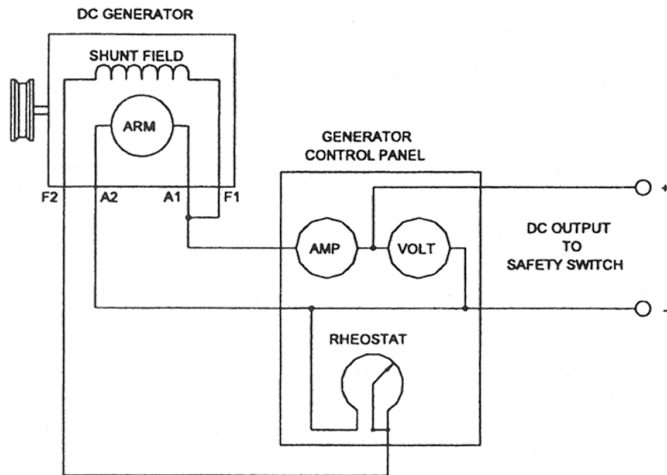 DC GENERATOR
SHUNT FIELD
ARM
GENERATOR
CONTROL PANEL
F2 A2 A1 F1
AMP VOLT
+
DC OUTPUT
TO
SAFETY SWITCH
-
RHEOSTAT